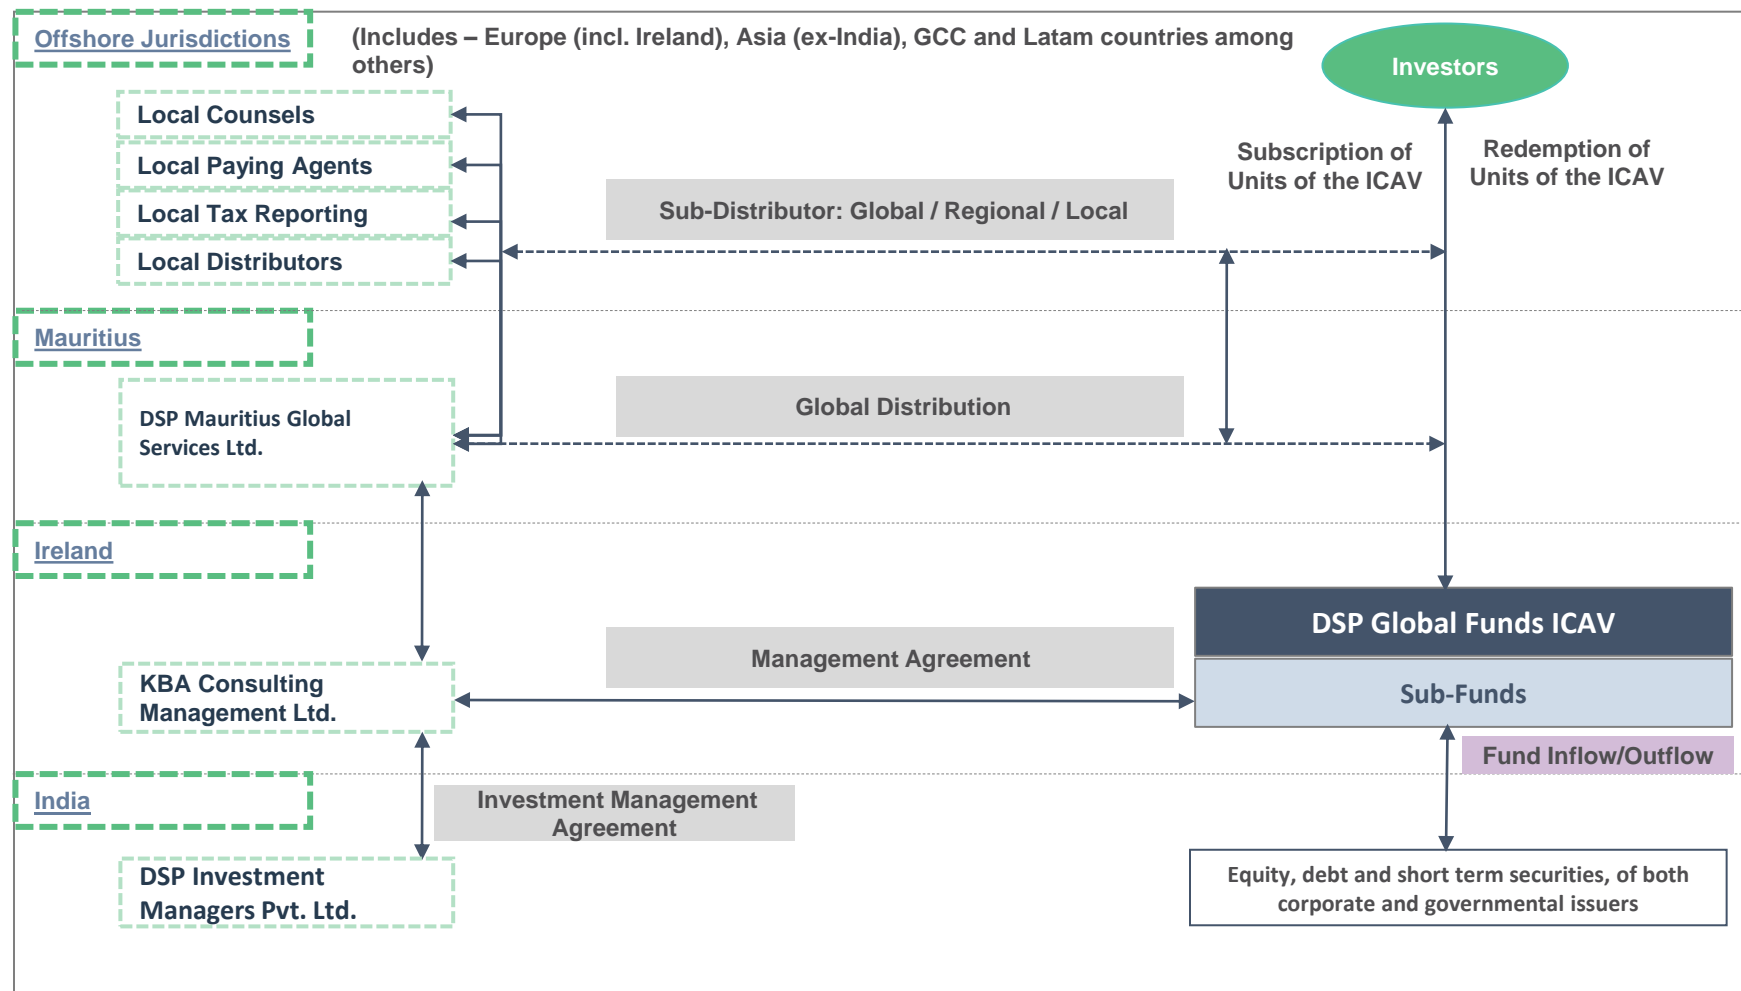 Offshore Jurisdictions
(Includes – Europe (incl. Ireland), Asia (ex-India), GCC and Latam countries among
others)
Investors
Local Counsels
Local Paying Agents
Local Tax Reporting
Local Distributors
Sub-Distributor: Global / Regional / Local
Subscription of
Units of the ICAV
Redemption of
Units of the ICAV
Mauritius
DSP Mauritius Global
Services Ltd.
Global Distribution
Ireland
DSP Global Funds ICAV
Sub-Funds
KBA Consulting
Management Ltd.
Management Agreement
Fund Inflow/Outflow
India
Investment Management
Agreement
DSP Investment
Managers Pvt. Ltd.
Equity, debt and short term securities, of both
corporate and governmental issuers